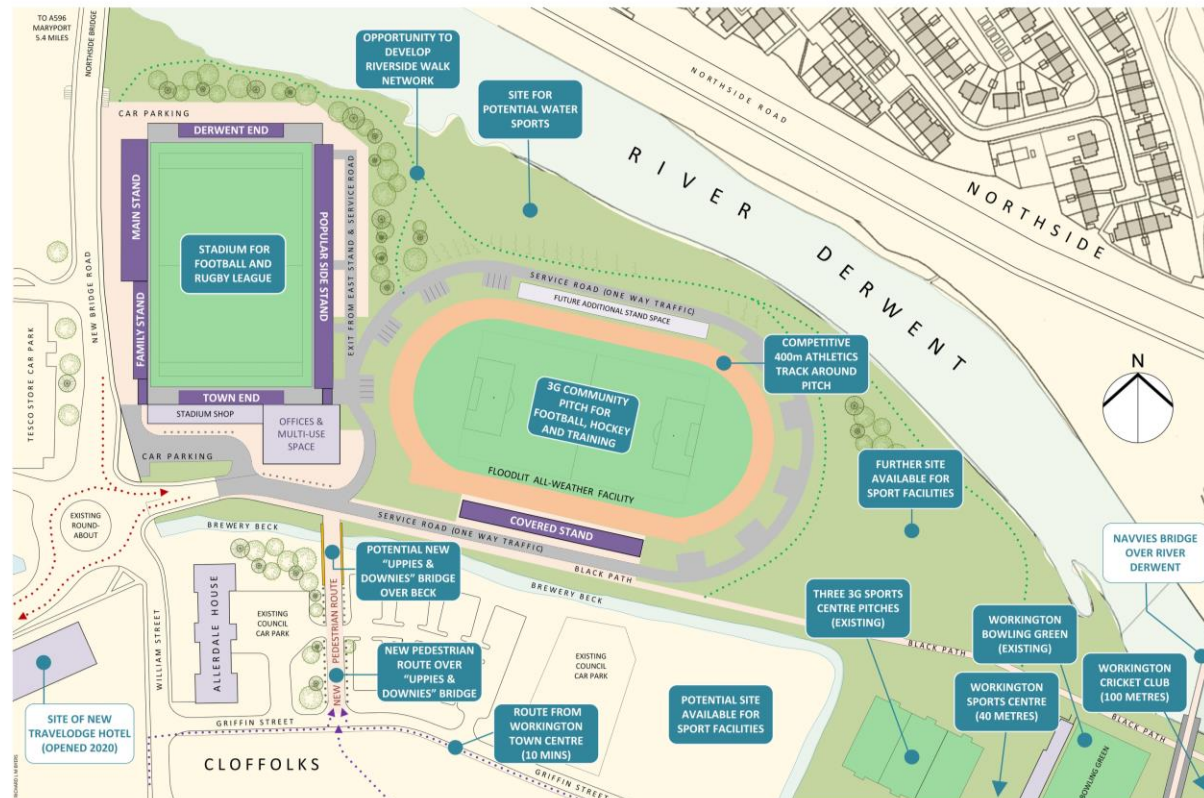 TO A596
MARYPORT
5.4 MILES
NORTHSIDE BRIDGE
OPPORTUNITY TO
DEVELOP
RIVERSIDE WALK
NETWORK
SITE FOR
POTENTIAL WATER
SPORTS
NORTHSIDE ROAD
NORTHSIDE
RIVER DERWENT
CAR PARKING
DERWENT END
MAIN STAND
FAMILY STAND
STADIUM FOR
FOOTBALL AND
RUGBY LEAGUE
POPULAR SIDE STAND
EXIT FROM EAST STAND & SERVICE ROAD
TOWN END
STADIUM SHOP
OFFICES &
MULTI-USE
SPACE
CAR PARKING
NEW BRIDGE ROAD
TESCO STORE CAR PARK
SERVICE ROAD (ONE WAY TRAFFIC)
FUTURE ADDITIONAL STAND SPACE
COMPETITIVE
400m ATHLETICS
TRACK AROUND
PITCH
3G COMMUNITY
PITCH FOR
FOOTBALL, HOCKEY
AND TRAINING
FLOODLIT ALL-WEATHER FACILITY
COVERED STAND
SERVICE ROAD (ONE WAY TRAFFIC)
BLACK PATH
BREWERY BECK
BREWERY BECK
N
FURTHER SITE
AVAILABLE FOR
SPORT FACILITIES
EXISTING
ROUND-
ABOUT
POTENTIAL NEW
"UPPIES &
DOWNIES" BRIDGE
OVER BECK
NEW PEDESTRIAN ROUTE
NEW PEDESTRIAN
ROUTE OVER
"UPPIES &
DOWNIES" BRIDGE
ALLERDALE HOUSE
EXISTING
COUNCIL
CAR PARK
EXISTING
COUNCIL
CAR PARK
WILLIAM STREET
GRIFFIN STREET
GRIFFIN STREET
SITE OF NEW
TRAVELODGE HOTEL
(OPENED 2020)
CLOFFOLKS
ROUTE FROM
WORKINGTON
TOWN CENTRE
(10 MINS)
POTENTIAL SITE
AVAILABLE FOR
SPORT FACILITIES
THREE 3G SPORTS
CENTRE PITCHES
(EXISTING)
WORKINGTON
BOWLING GREEN
(EXISTING)
NAVVIES BRIDGE
OVER RIVER
DERWENT
BLACK PATH
BLACK PATH
WORKINGTON
SPORTS CENTRE
(40 METRES)
WORKINGTON
CRICKET CLUB
(100 METRES)
BOWLING GREEN